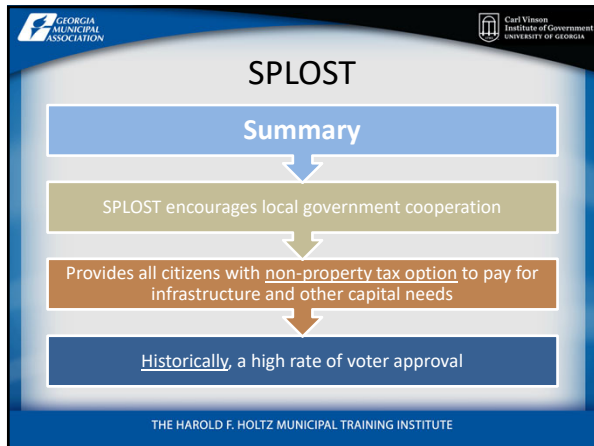 GEORGIA
MUNICIPAL
ASSOCIATION
Carl Vinson
Institute of Government
UNIVERSITY OF GEORGIA
SPLOST
Summary
SPLOST encourages local government cooperation
Provides all citizens with non-property tax option to pay for
infrastructure and other capital needs
Historically, a high rate of voter approval
THE HAROLD F. HOLTZ MUNICIPAL TRAINING INSTITUTE